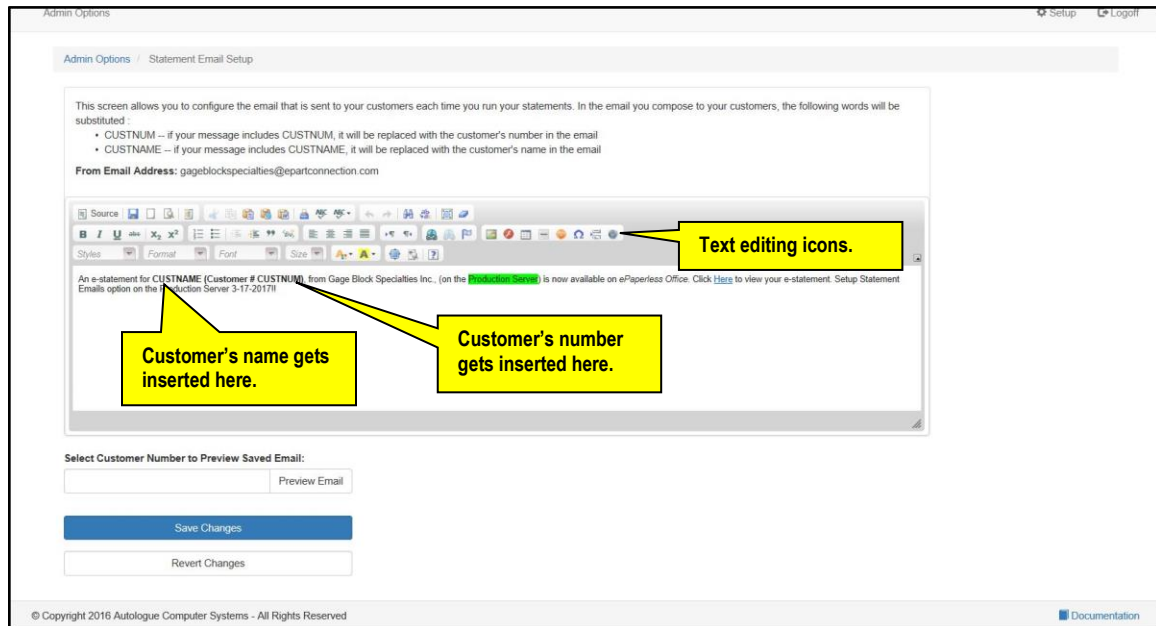 Admin Options
Setup
Logoff
Admin Options / Statement Email Setup
This screen allows you to configure the email that is sent to your customers each time you run your statements. In the email you compose to your customers, the following words will be
substituted :
• CUSTNUM -- if your message includes CUSTNUM, it will be replaced with the customer's number in the email
• CUSTNAME -- if your message includes CUSTNAME, it will be replaced with the customer's name in the email
From Email Address: gageblockspecialties@epartconnection.com
Source
B I U abc X₂ X²
Styles Format Font Size A A
Text editing icons.
An e-statement for CUSTNAME (Customer # CUSTNUM), from Gage Block Specialties Inc., (on the Production Server) is now available on ePaperless Office. Click Here to view your e-statement. Setup Statement
Emails option on the Production Server 3-17-2017!!
Customer's name gets
inserted here.
Customer's number
gets inserted here.
Select Customer Number to Preview Saved Email:
Preview Email
Save Changes
Revert Changes
© Copyright 2016 Autologue Computer Systems - All Rights Reserved
Documentation